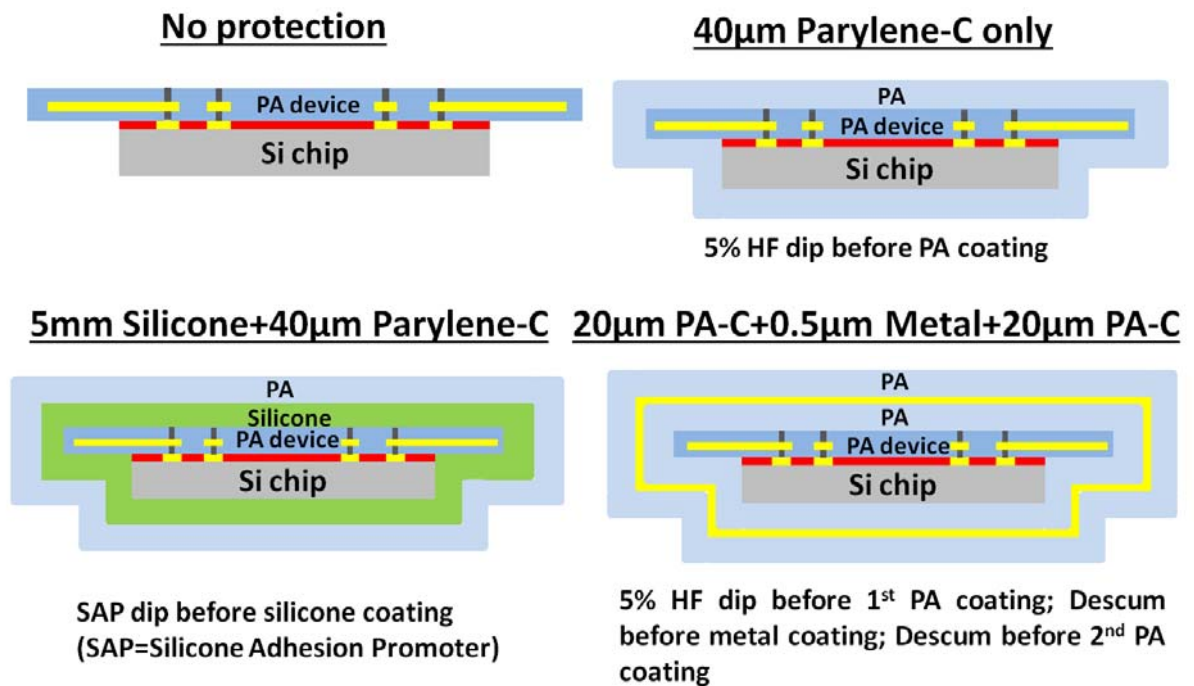 No protection
PA device
Si chip
40μm Parylene-C only
PA
PA device
Si chip
5% HF dip before PA coating
5mm Silicone+40μm Parylene-C
PA
Silicone
PA device
Si chip
SAP dip before silicone coating
(SAP=Silicone Adhesion Promoter)
20μm PA-C+0.5μm Metal+20μm PA-C
PA
PA
PA device
Si chip
5% HF dip before 1st PA coating; Descum
before metal coating; Descum before 2nd PA
coating